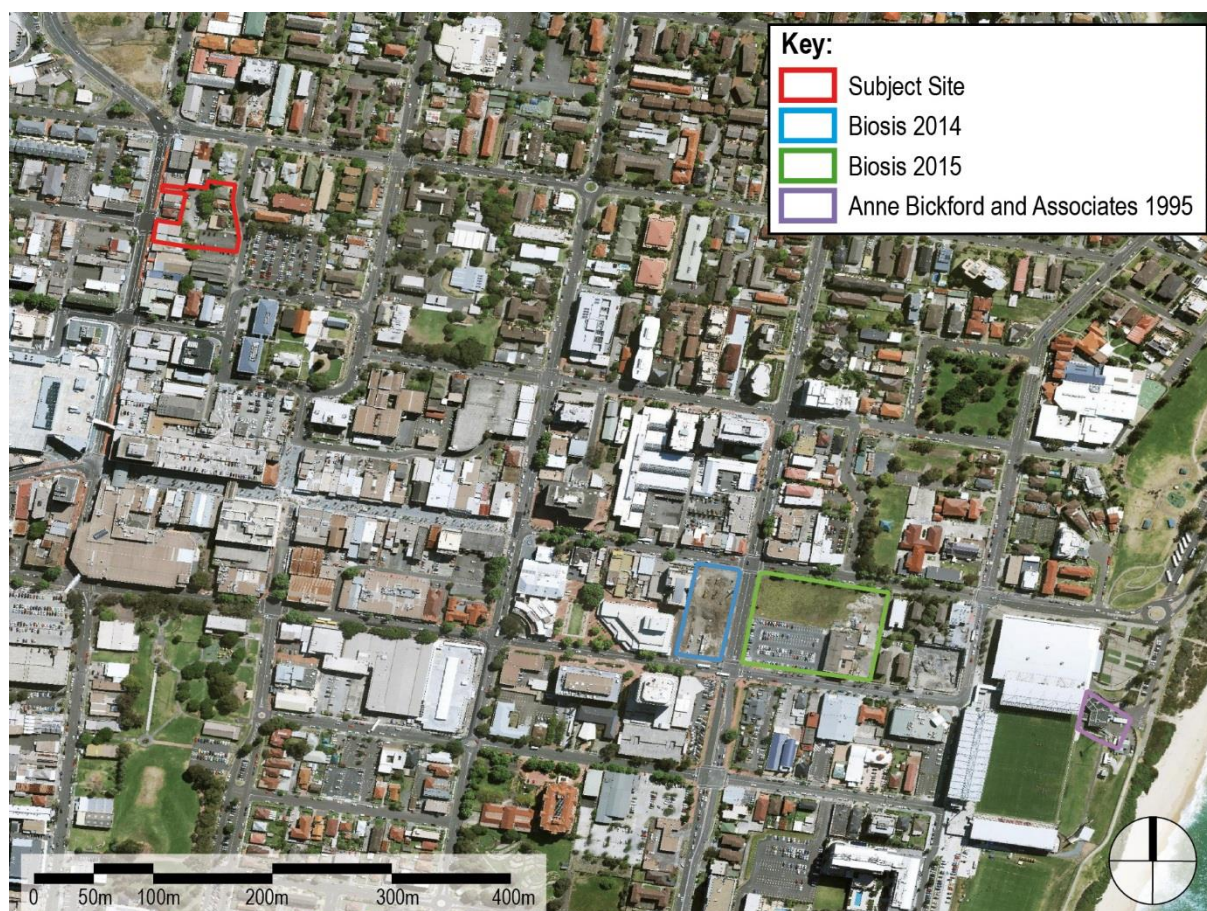 Key:
Subject Site
Biosis 2014
Biosis 2015
Anne Bickford and Associates 1995
0 50m 100m 200m 300m 400m